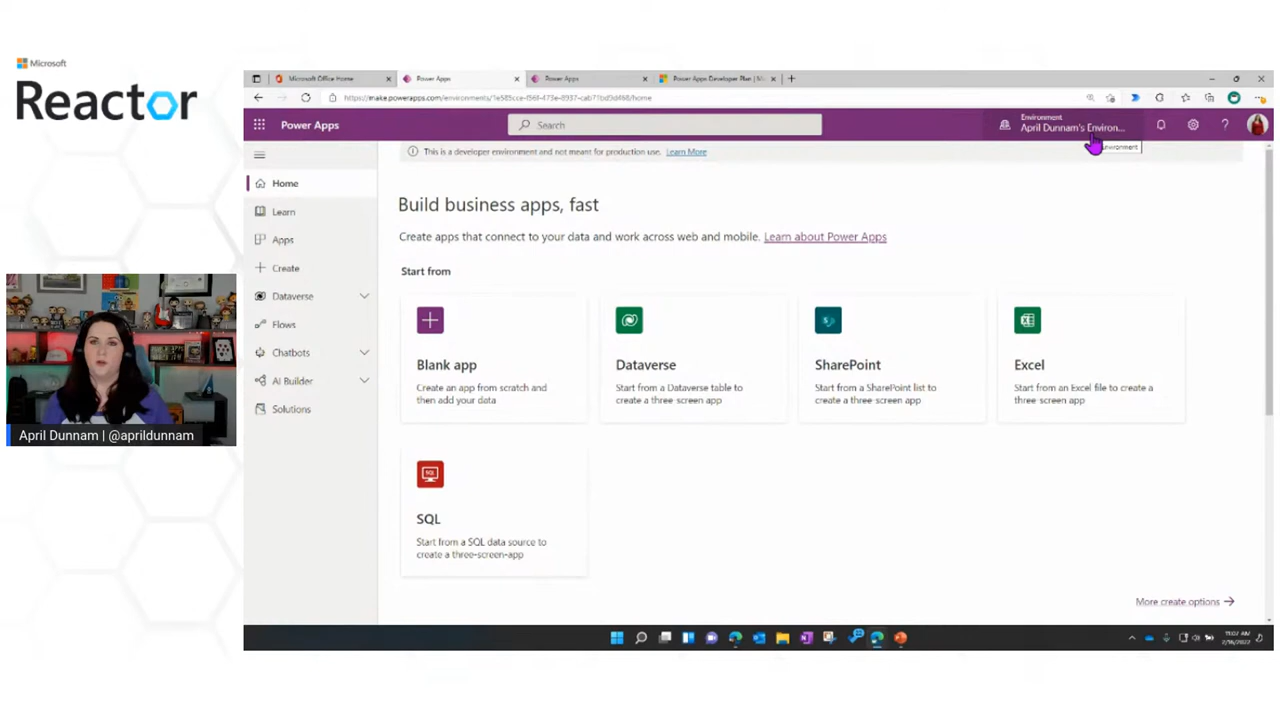 Microsoft
Reactor
Microsoft Office Home
Power Apps
Power Apps
Power Apps Developer Plan
Power Apps
Search
Environment
April Dunnam's Environ...
This is a developer environment and not meant for production use. Learn More
Home
Learn
Apps
Create
Dataverse
Flows
Chatbots
AI Builder
Solutions
Build business apps, fast
Create apps that connect to your data and work across web and mobile. Learn about Power Apps
Start from
Blank app
Create an app from scratch and
then add your data
Dataverse
Start from a Dataverse table to
create a three-screen app
SharePoint
Start from a SharePoint list to
create a three-screen app
Excel
Start from an Excel file to create a
three-screen app
SQL
SQL
Start from a SQL data source to
create a three-screen-app
More create options
April Dunnam | @aprildunnam